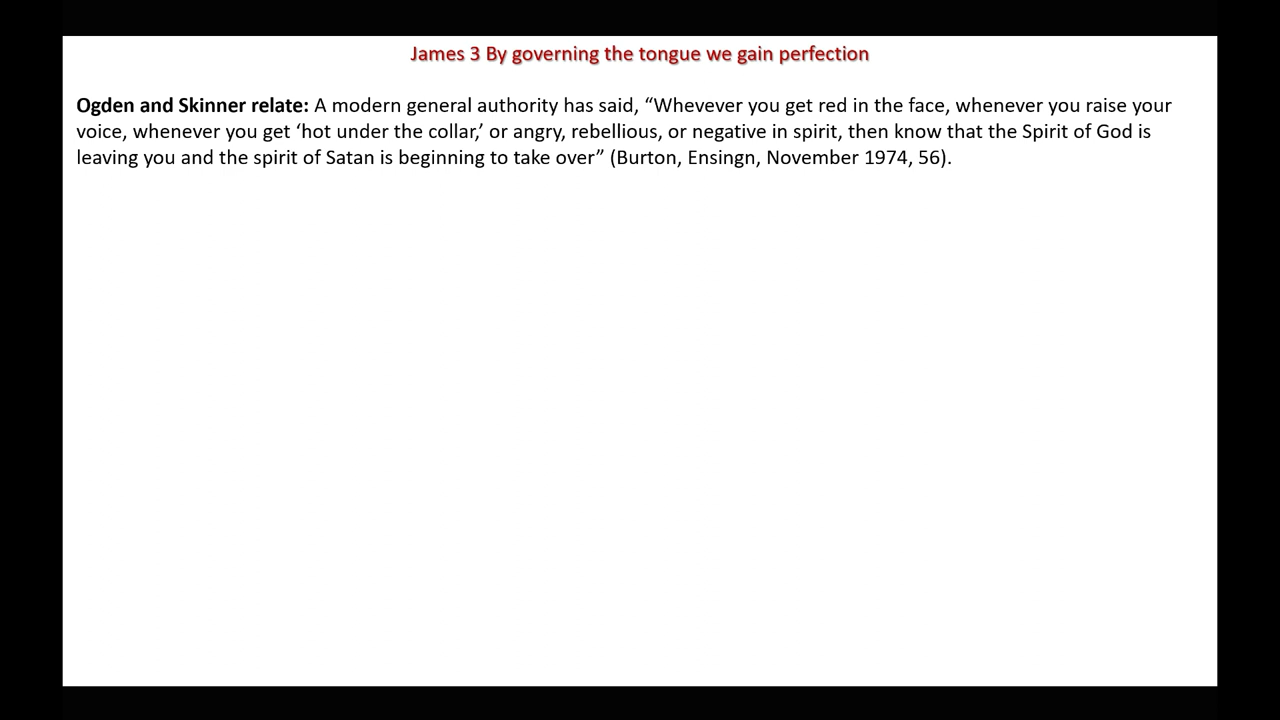 James 3 By governing the tongue we gain perfection
Ogden and Skinner relate: A modern general authority has said, “Whevever you get red in the face, whenever you raise your
voice, whenever you get ‘hot under the collar,’ or angry, rebellious, or negative in spirit, then know that the Spirit of God is
leaving you and the spirit of Satan is beginning to take over” (Burton, Ensingn, November 1974, 56).